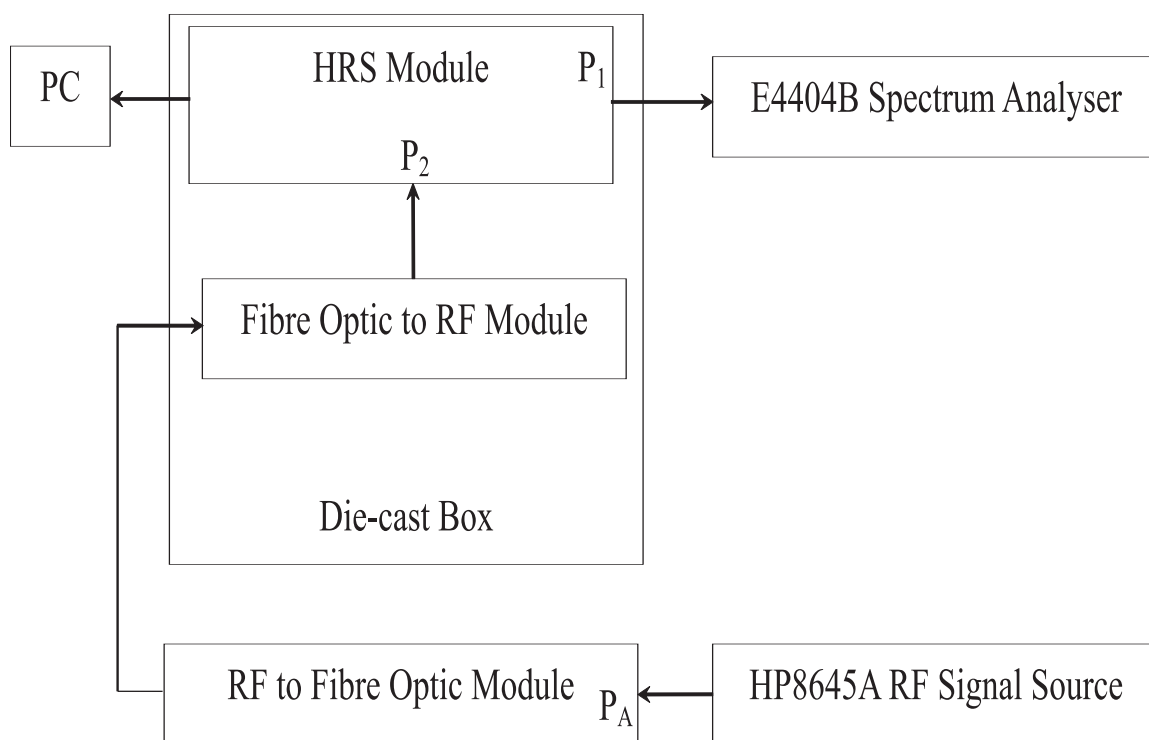 PC
HRS Module
P₁
E4404B Spectrum Analyser
P₂
Fibre Optic to RF Module
Die-cast Box
RF to Fibre Optic Module
P_A
HP8645A RF Signal Source